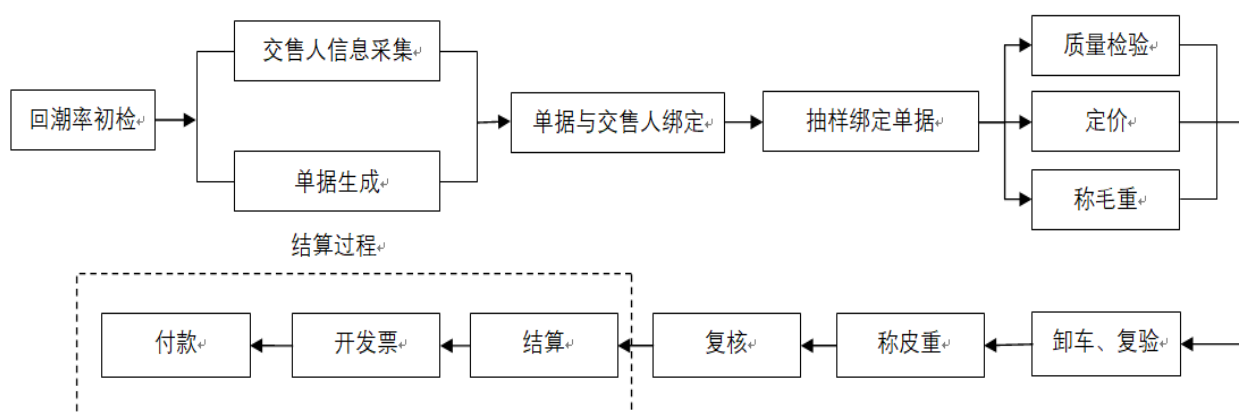 回潮率初检
交售人信息采集
单据生成
单据与交售人绑定
抽样绑定单据
质量检验
定价
称毛重
结算过程
付款
开发票
结算
复核
称皮重
卸车、复验